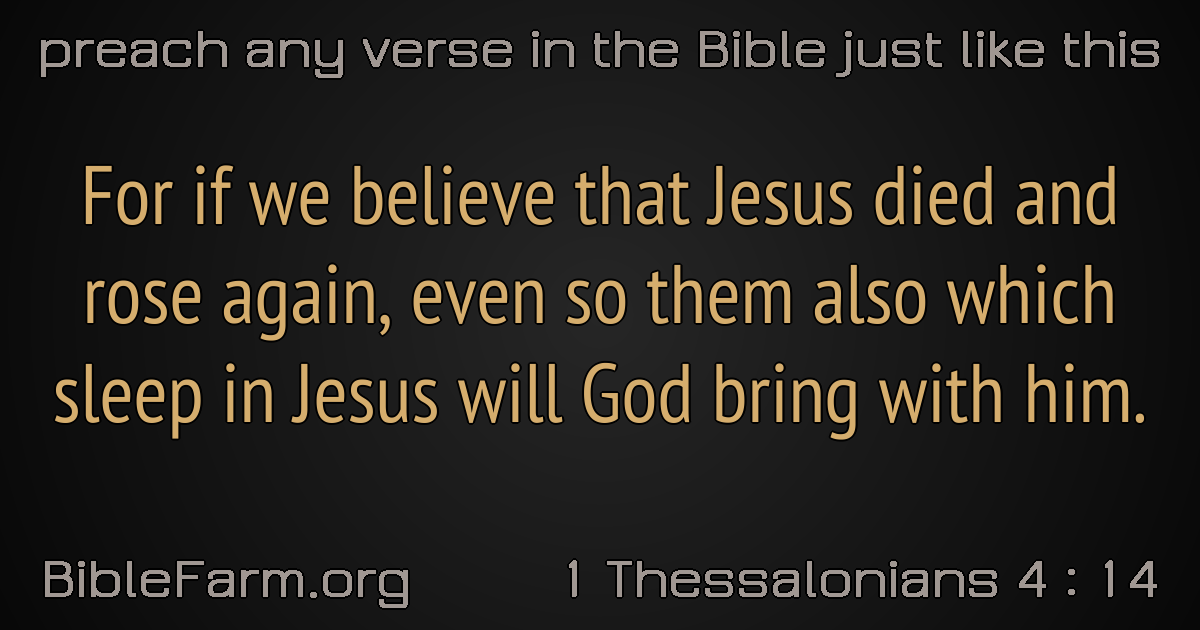 preach any verse in the Bible just like this
For if we believe that Jesus died and
rose again, even so them also which
sleep in Jesus will God bring with him.
BibleFarm.org
1 Thessalonians 4 : 14